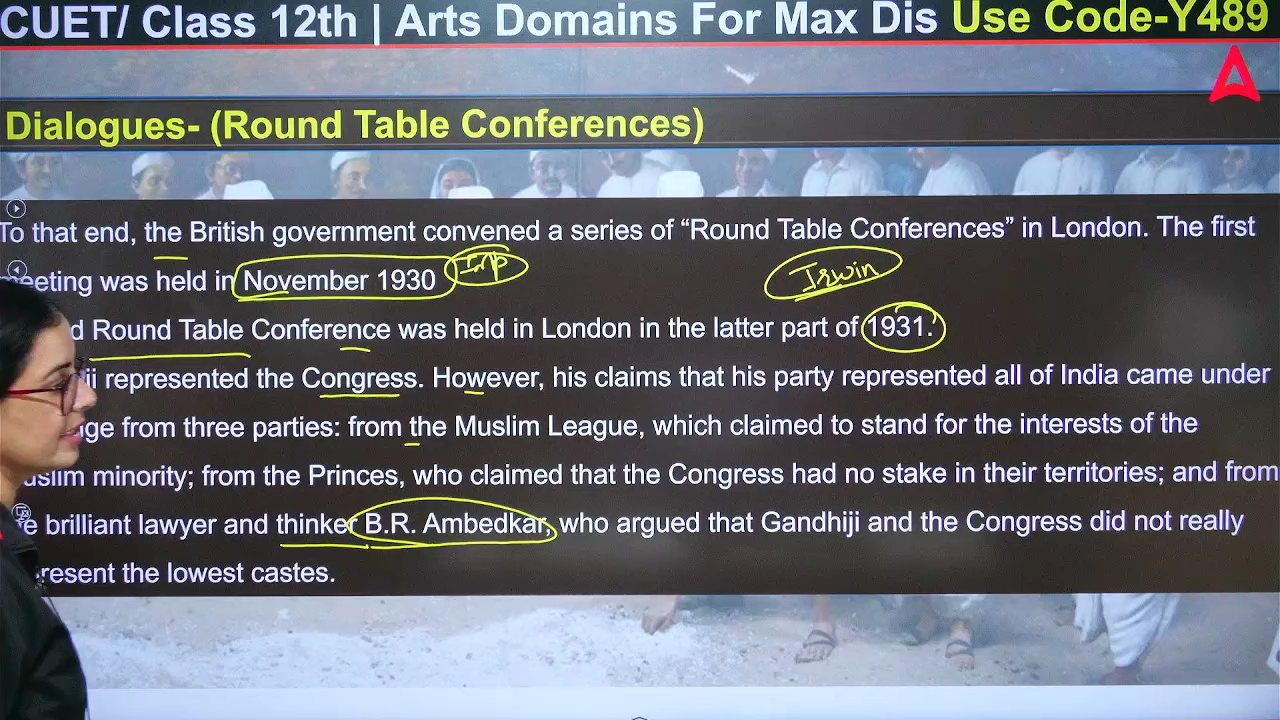 CUET/ Class 12th | Arts Domains For Max Dis Use Code-Y489
Dialogues- (Round Table Conferences)
To that end, the British government convened a series of “Round Table Conferences” in London. The first
meeting was held in November 1930 Imp Irwin
d Round Table Conference was held in London in the latter part of 1931.
ii represented the Congress. However, his claims that his party represented all of India came under
ge from three parties: from the Muslim League, which claimed to stand for the interests of the
uslim minority; from the Princes, who claimed that the Congress had no stake in their territories; and from
e brilliant lawyer and thinker B.R. Ambedkar, who argued that Gandhiji and the Congress did not really
resent the lowest castes.